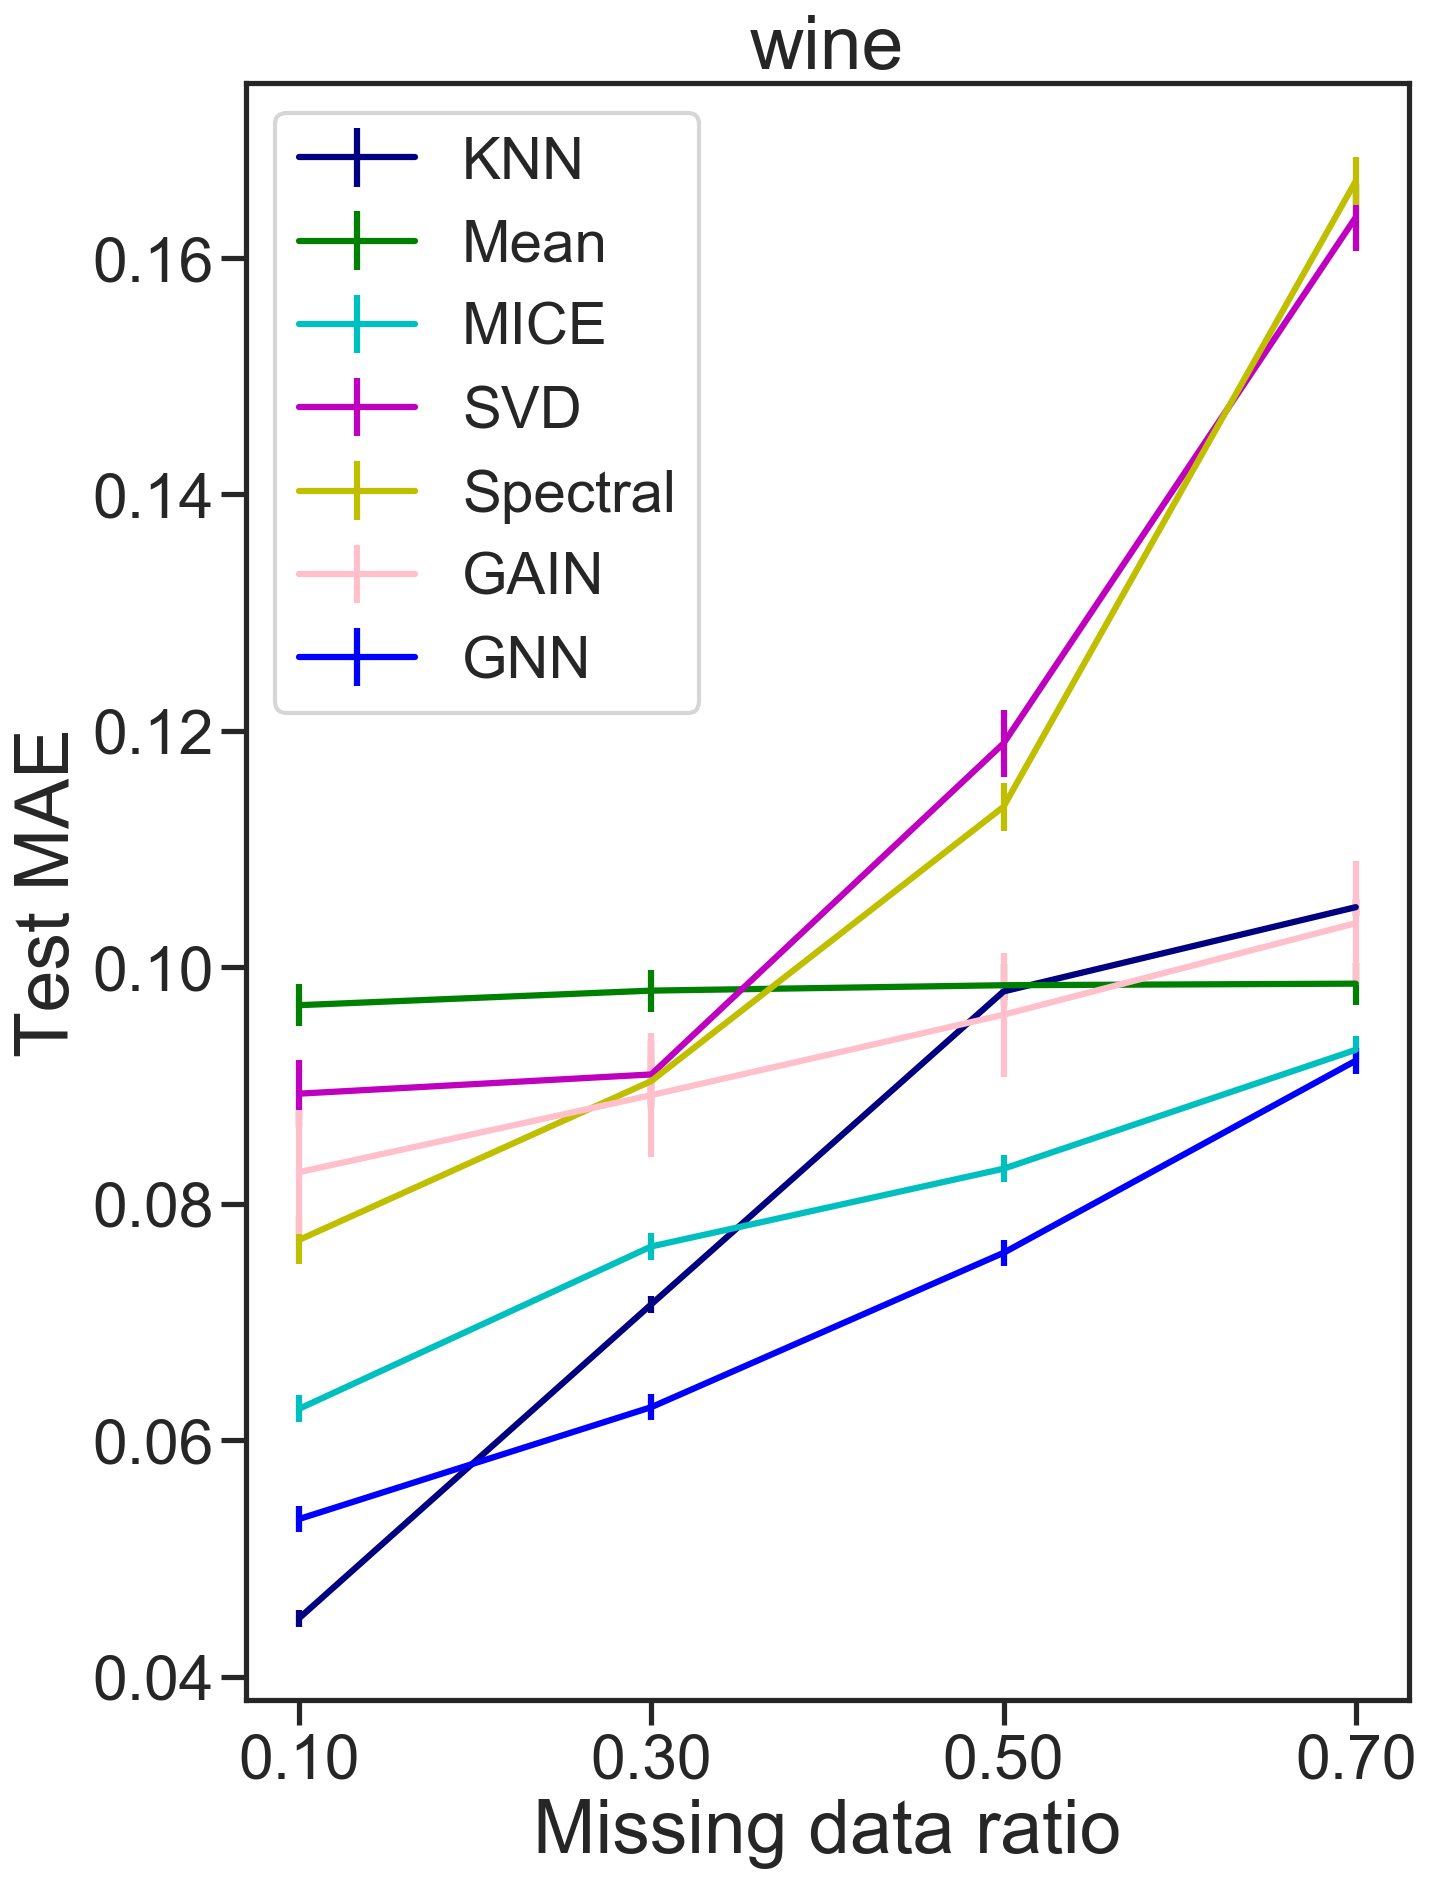 wine
KNN
Mean
MICE
SVD
Spectral
GAIN
GNN
Test MAE
0.16
0.14
0.12
0.10
0.08
0.06
0.04
0.10 0.30 0.50 0.70
Missing data ratio